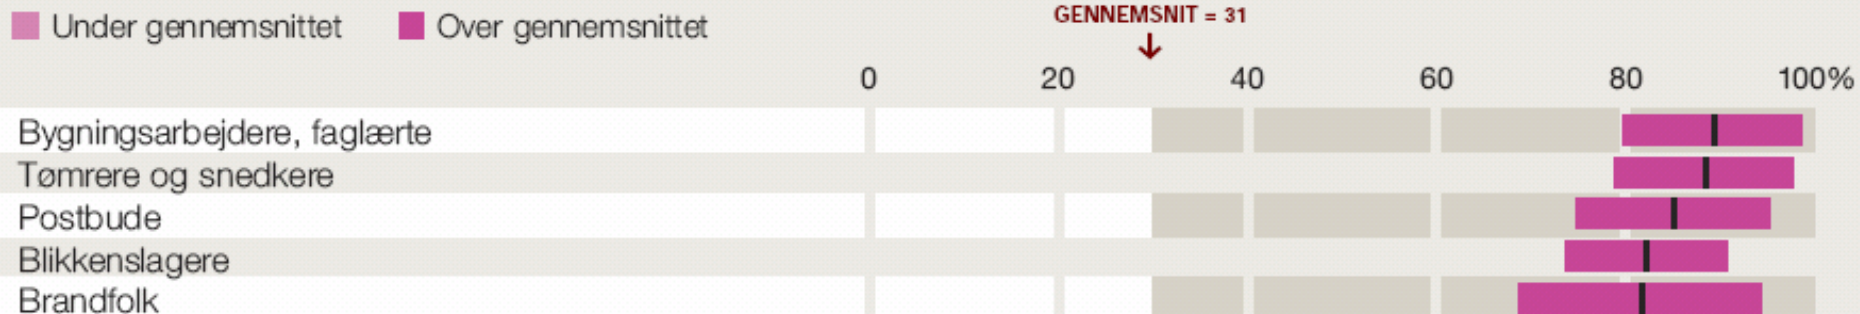 Under gennemsnittet Over gennemsnittet
GENNEMSNIT = 31
0 20 40 60 80 100%
Bygningsarbejdere, faglærte
Tømrere og snedkere
Postbude
Blikkenslagere
Brandfolk